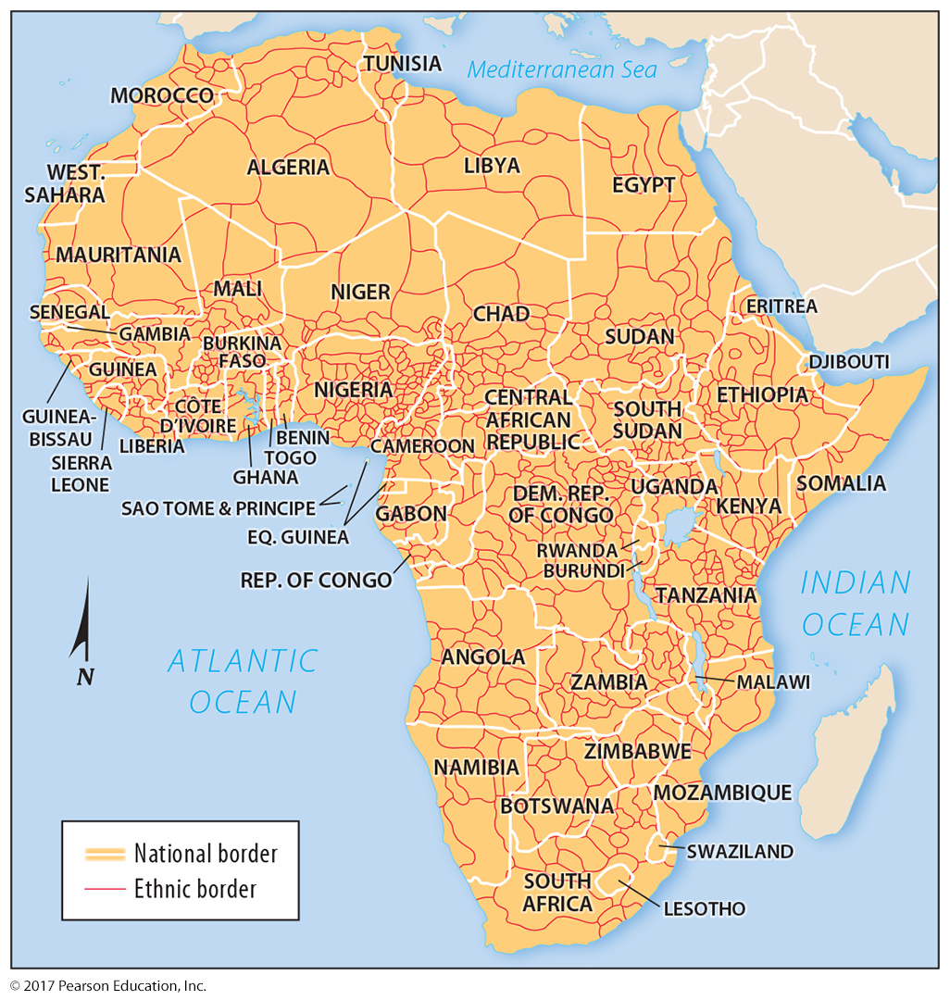 TUNISIA
Mediterranean Sea
MOROCCO
ALGERIA
LIBYA
EGYPT
WEST.
SAHARA
MAURITANIA
MALI
NIGER
CHAD
SUDAN
ERITREA
SENEGAL
GAMBIA
BURKINA
FASO
DJIBOUTI
GUINEA
NIGERIA
CENTRAL
AFRICAN
REPUBLIC
SOUTH
SUDAN
ETHIOPIA
GUINEA-
BISSAU
CÔTE
D'IVOIRE
BENIN
TOGO
CAMEROON
SIERRA
LEONE
LIBERIA
GHANA
SOMALIA
SAO TOME & PRINCIPE
GABON
DEM. REP.
OF CONGO
UGANDA
KENYA
EQ. GUINEA
RWANDA
BURUNDI
REP. OF CONGO
TANZANIA
INDIAN
OCEAN
N
ATLANTIC
OCEAN
ANGOLA
ZAMBIA
MALAWI
NAMIBIA
ZIMBABWE
BOTSWANA
MOZAMBIQUE
SWAZILAND
SOUTH
AFRICA
LESOTHO
National border
Ethnic border
© 2017 Pearson Education, Inc.